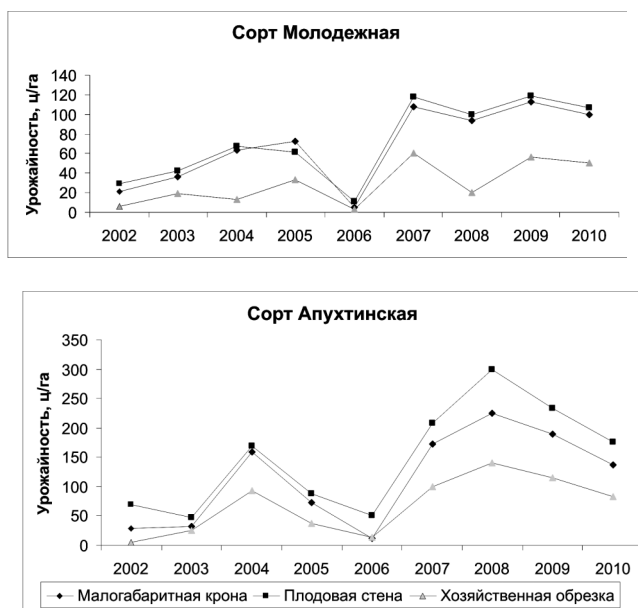 Сорт Молодежная
Урожайность, ц/га
140
120
100
80
60
40
20
0
2002 2003 2004 2005 2006 2007 2008 2009 2010
Сорт Апухтинская
Урожайность, ц/га
350
300
250
200
150
100
50
0
2002 2003 2004 2005 2006 2007 2008 2009 2010
Малогабаритная крона Плодовая стена Хозяйственная обрезка